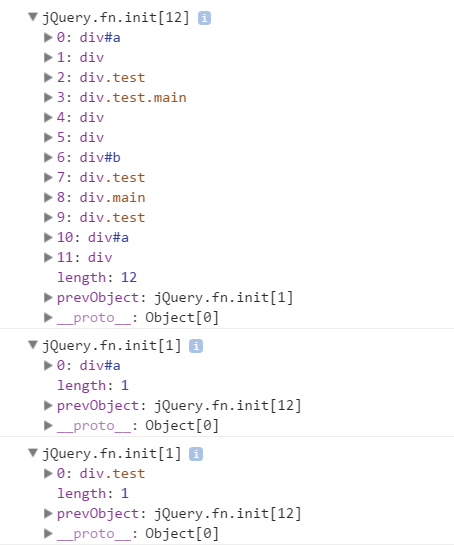 jQuery.fn.init[12] i
0: div#a
1: div
2: div.test
3: div.test.main
4: div
5: div
6: div#b
7: div.test
8: div.main
9: div.test
10: div#a
11: div
length: 12
prevObject: jQuery.fn.init[1]
__proto__: Object[0]
jQuery.fn.init[1] i
0: div#a
length: 1
prevObject: jQuery.fn.init[12]
__proto__: Object[0]
jQuery.fn.init[1] i
0: div.test
length: 1
prevObject: jQuery.fn.init[12]
__proto__: Object[0]